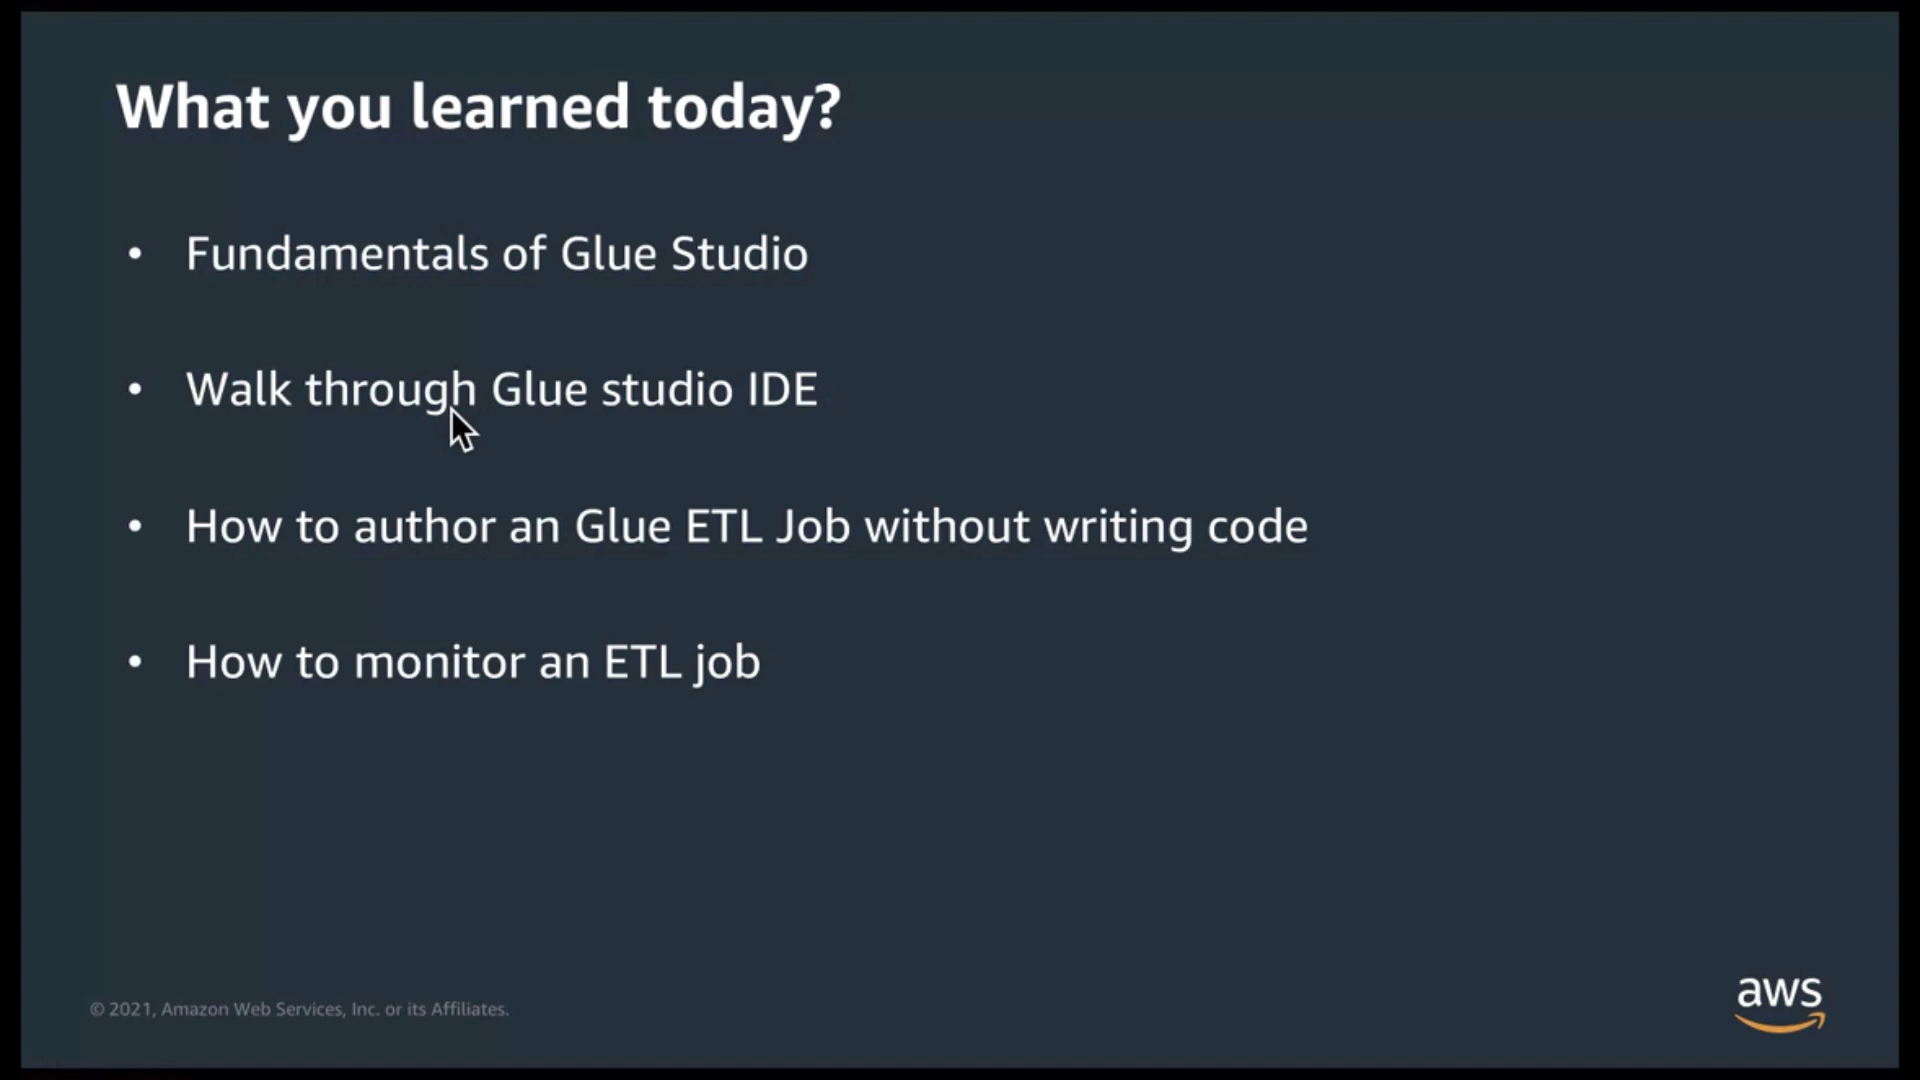 What you learned today?
• Fundamentals of Glue Studio
• Walk through Glue studio IDE
• How to author an Glue ETL Job without writing code
• How to monitor an ETL job
© 2021, Amazon Web Services, Inc. or its Affiliates.
aws